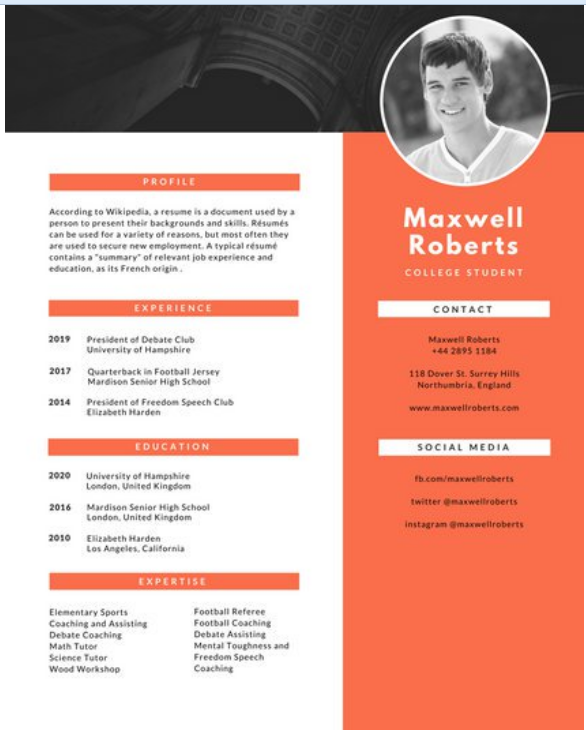 PROFILE
According to Wikipedia, a resume is a document used by a
person to present their backgrounds and skills. Résumés
can be used for a variety of reasons, but most often they
are used to secure new employment. A typical résumé
contains a "summary" of relevant job experience and
education, as its French origin .
EXPERIENCE
2019 President of Debate Club
University of Hampshire
2017 Quarterback in Football Jersey
Mardison Senior High School
2014 President of Freedom Speech Club
Elizabeth Harden
EDUCATION
2020 University of Hampshire
London, United Kingdom
2016 Mardison Senior High School
London, United Kingdom
2010 Elizabeth Harden
Los Angeles, California
EXPERTISE
Elementary Sports
Coaching and Assisting
Debate Coaching
Math Tutor
Science Tutor
Wood Workshop
Football Referee
Football Coaching
Debate Assisting
Mental Toughness and
Freedom Speech
Coaching
Maxwell
Roberts
COLLEGE STUDENT
CONTACT
Maxwell Roberts
+44 2895 1184
118 Dover St. Surrey Hills
Northumbria, England
www.maxwellroberts.com
SOCIAL MEDIA
fb.com/maxwellroberts
twitter @maxwellroberts
instagram @maxwellroberts